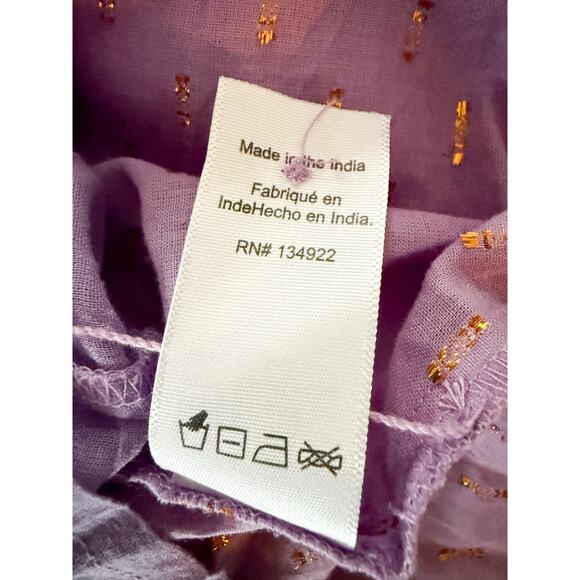 Made in the India
Fabriqué en
IndeHecho en India.
RN# 134922